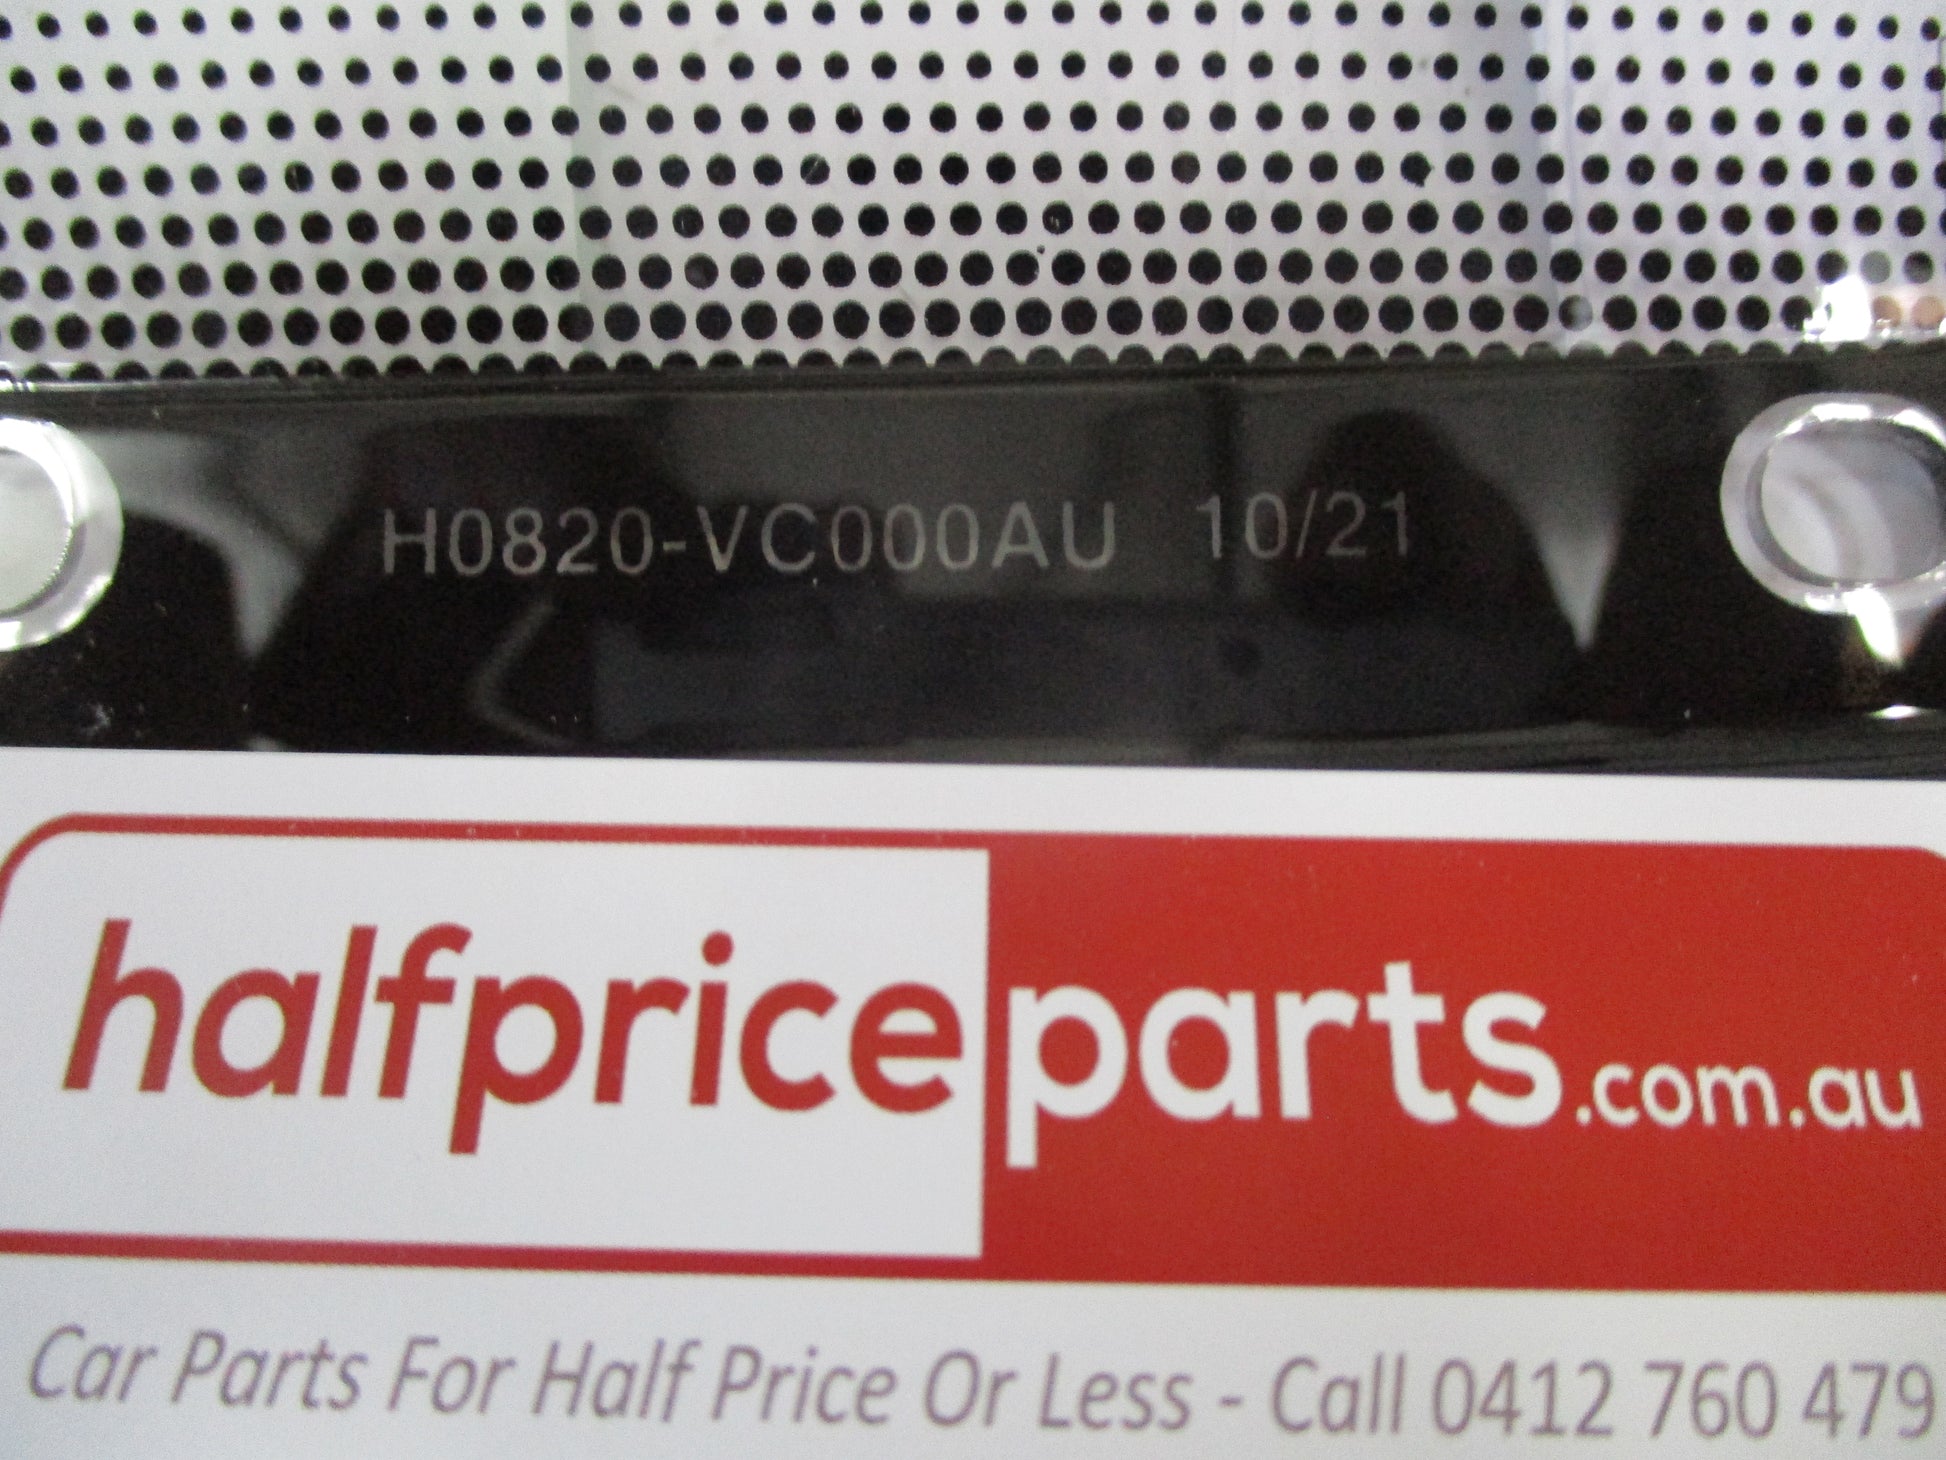 H0820-VC000AU 10/21
halfpriceparts.com.au
Car Parts For Half Price Or Less - Call 0412 760 479